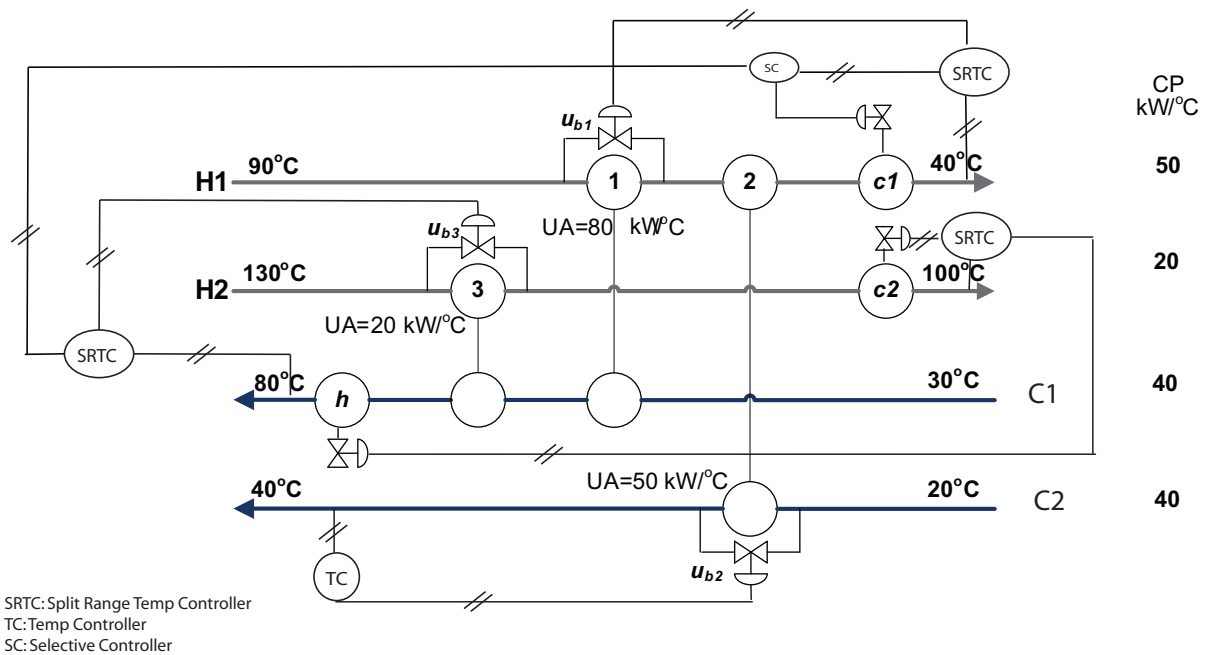 SC
SRTC
CP
kW/°C
u_b1
H1
90°C
1
2
c1
40°C
50
UA=80 kW/°C
u_b3
SRTC
H2
130°C
3
c2
100°C
20
UA=20 kW/°C
SRTC
80°C
h
30°C
C1
40
UA=50 kW/°C
40°C
20°C
C2
40
u_b2
TC
SRTC: Split Range Temp Controller
TC: Temp Controller
SC: Selective Controller